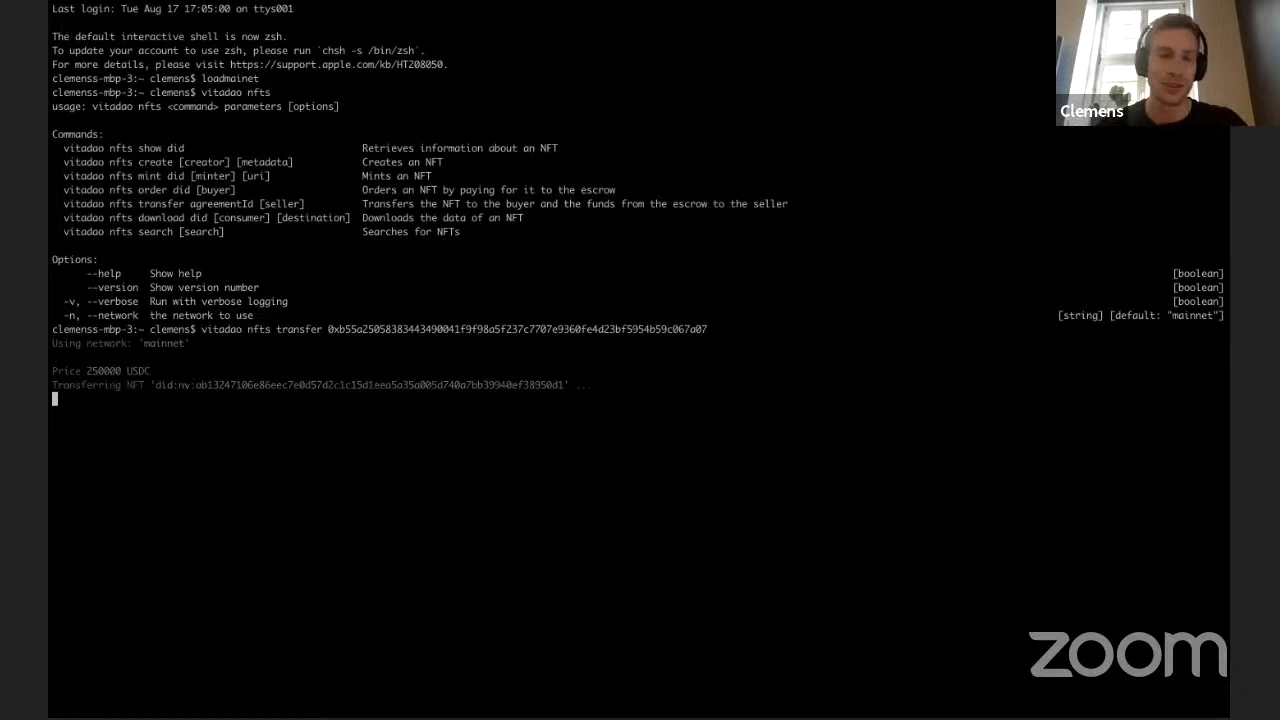 Last login: Tue Aug 17 17:05:00 on ttys001
The default interactive shell is now zsh.
To update your account to use zsh, please run `chsh -s /bin/zsh`.
For more details, please visit https://support.apple.com/kb/HT208050.
clemenss-mbp-3:~ clemens$ loadmainet
clemenss-mbp-3:~ clemens$ vitadao nfts
usage: vitadao nfts <command> parameters [options]
Commands:
vitadao nfts show did Retrieves information about an NFT
vitadao nfts create [creator] [metadata] Creates an NFT
vitadao nfts mint did [minter] [uri] Mints an NFT
vitadao nfts order did [buyer] Orders an NFT by paying for it to the escrow
vitadao nfts transfer agreementId [seller] Transfers the NFT to the buyer and the funds from the escrow to the seller
vitadao nfts download did [consumer] [destination] Downloads the data of an NFT
vitadao nfts search [search] Searches for NFTs
Options:
--help Show help [boolean]
--version Show version number [boolean]
-v, --verbose Run with verbose logging [boolean]
-n, --network the network to use [string] [default: "mainnet"]
clemenss-mbp-3:~ clemens$ vitadao nfts transfer 0xb55a25058383443490041f9f98a5f237c7707e9360fe4d23bf5954b59c067a07
Using network: 'mainnet'
Price 250000 USDC
Transferring NFT 'did:nv:ab13247106e86eec7e0d57d2c1c15d1eea5a35a005d740a7bb39940ef38950d1' ...
Clemens
zoom